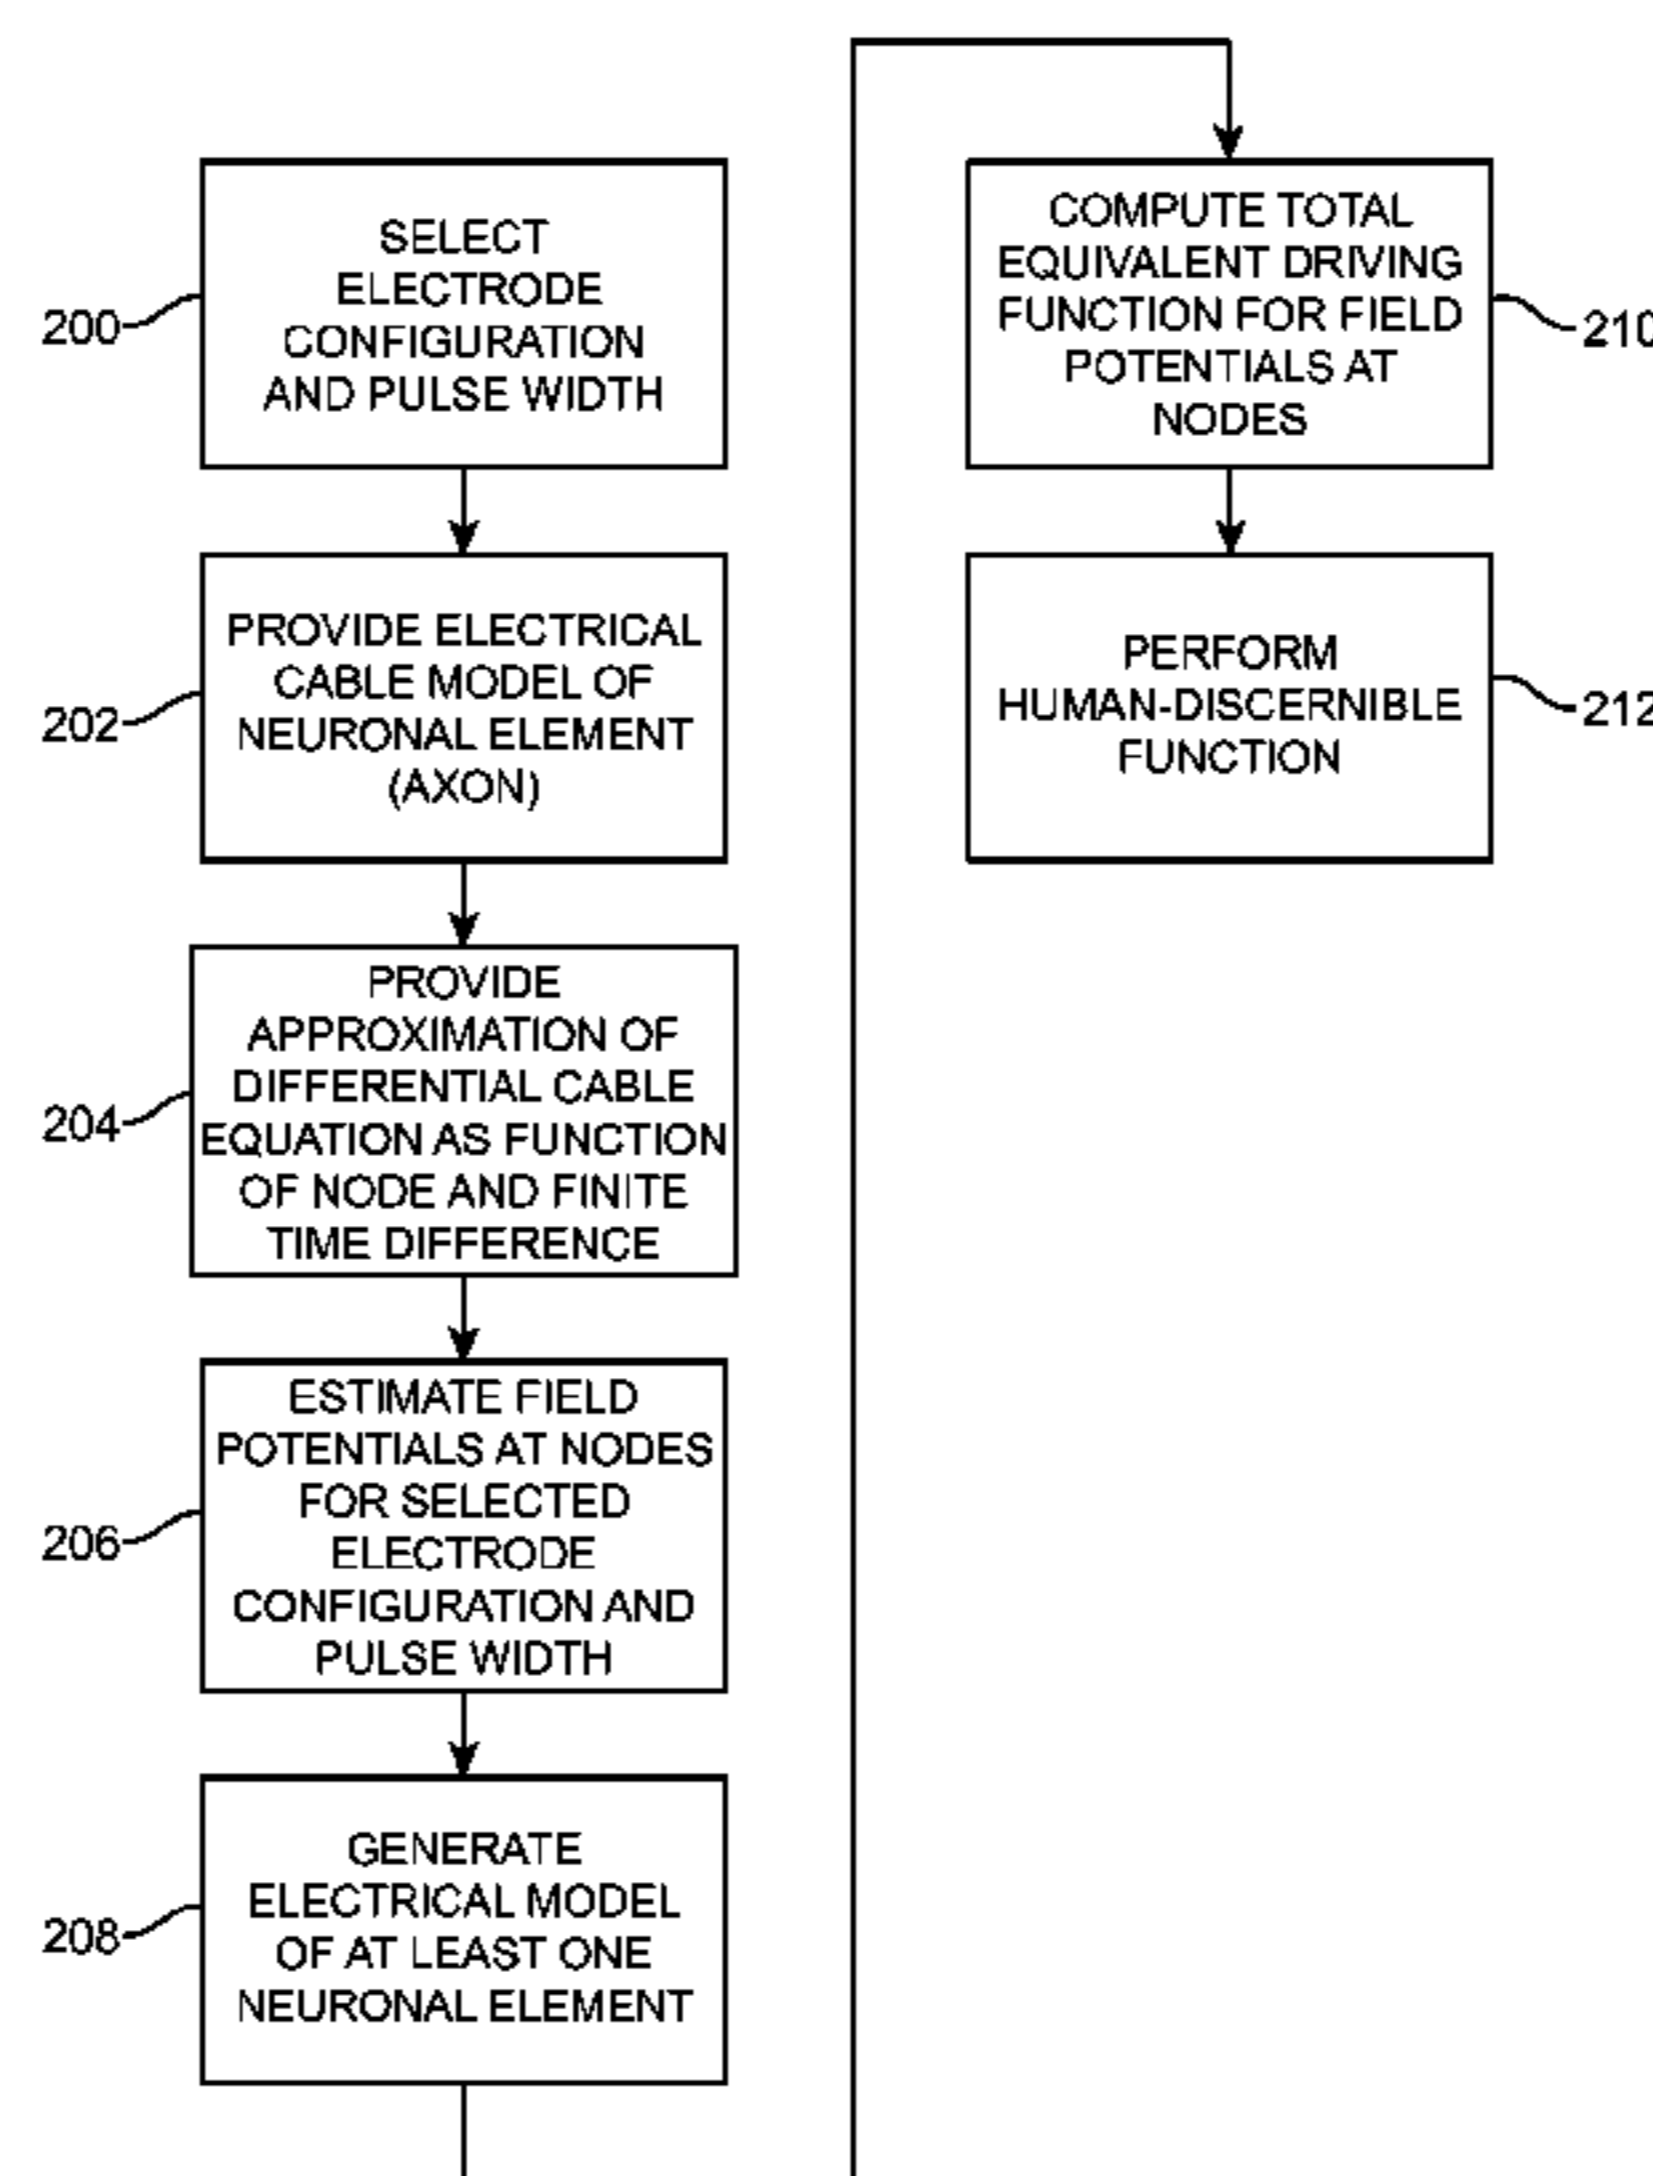 200
SELECT
ELECTRODE
CONFIGURATION
AND PULSE WIDTH
202
PROVIDE ELECTRICAL
CABLE MODEL OF
NEURONAL ELEMENT
(AXON)
204
PROVIDE
APPROXIMATION OF
DIFFERENTIAL CABLE
EQUATION AS FUNCTION
OF NODE AND FINITE
TIME DIFFERENCE
206
ESTIMATE FIELD
POTENTIALS AT NODES
FOR SELECTED
ELECTRODE
CONFIGURATION AND
PULSE WIDTH
208
GENERATE
ELECTRICAL MODEL
OF AT LEAST ONE
NEURONAL ELEMENT
COMPUTE TOTAL
EQUIVALENT DRIVING
FUNCTION FOR FIELD
POTENTIALS AT
NODES
210
PERFORM
HUMAN-DISCERNIBLE
FUNCTION
212